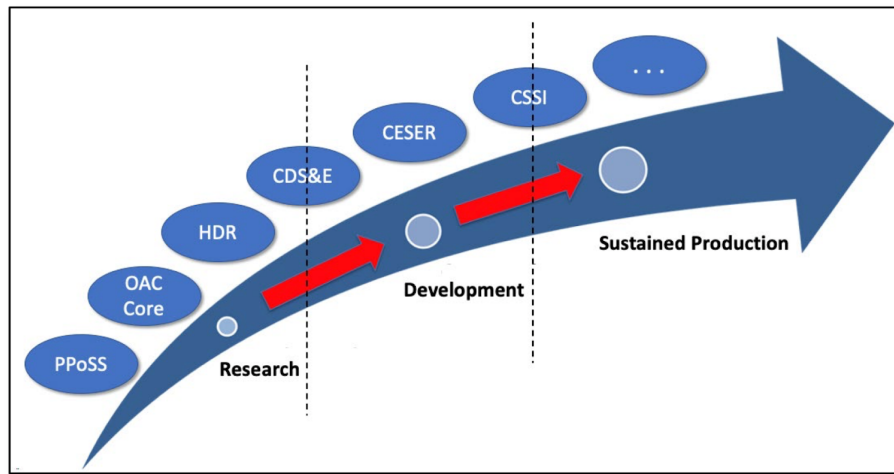 PPoSS
OAC
Core
HDR
CDS&E
CESER
CSSI
...
Research
Development
Sustained Production